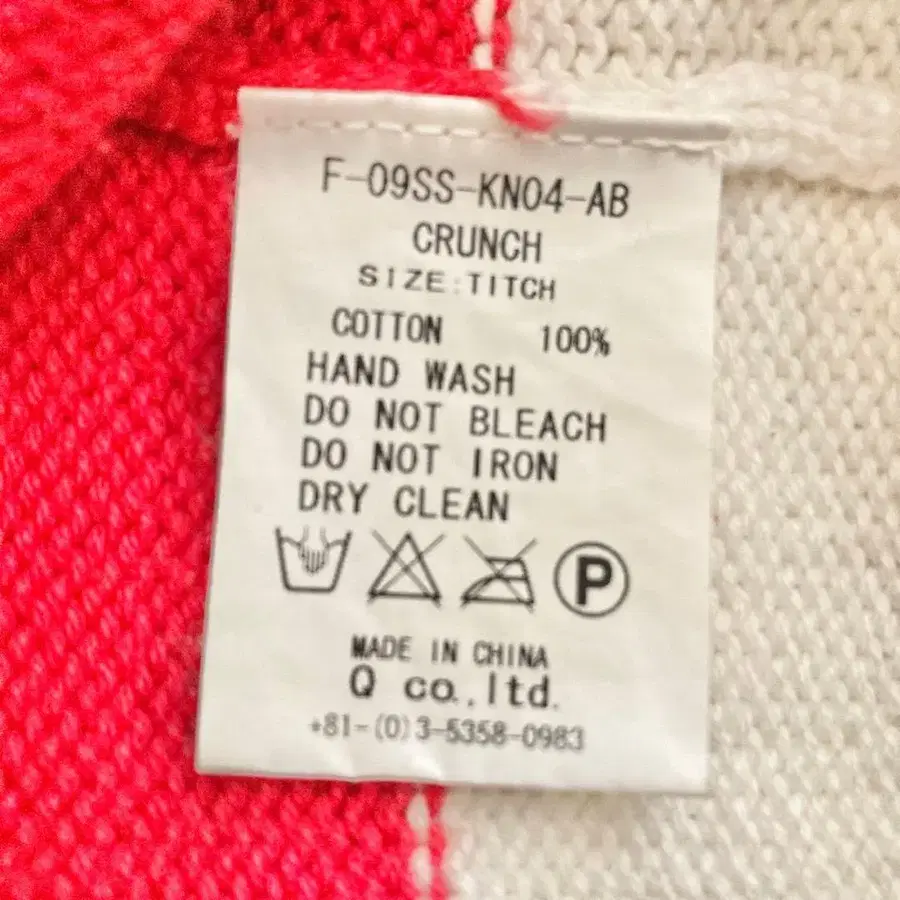 F-09SS-KN04-AB
CRUNCH
SIZE:TITCH
COTTON 100%
HAND WASH
DO NOT BLEACH
DO NOT IRON
DRY CLEAN
P
MADE IN CHINA
Q co.,ltd.
+81-(0)3-5358-0983